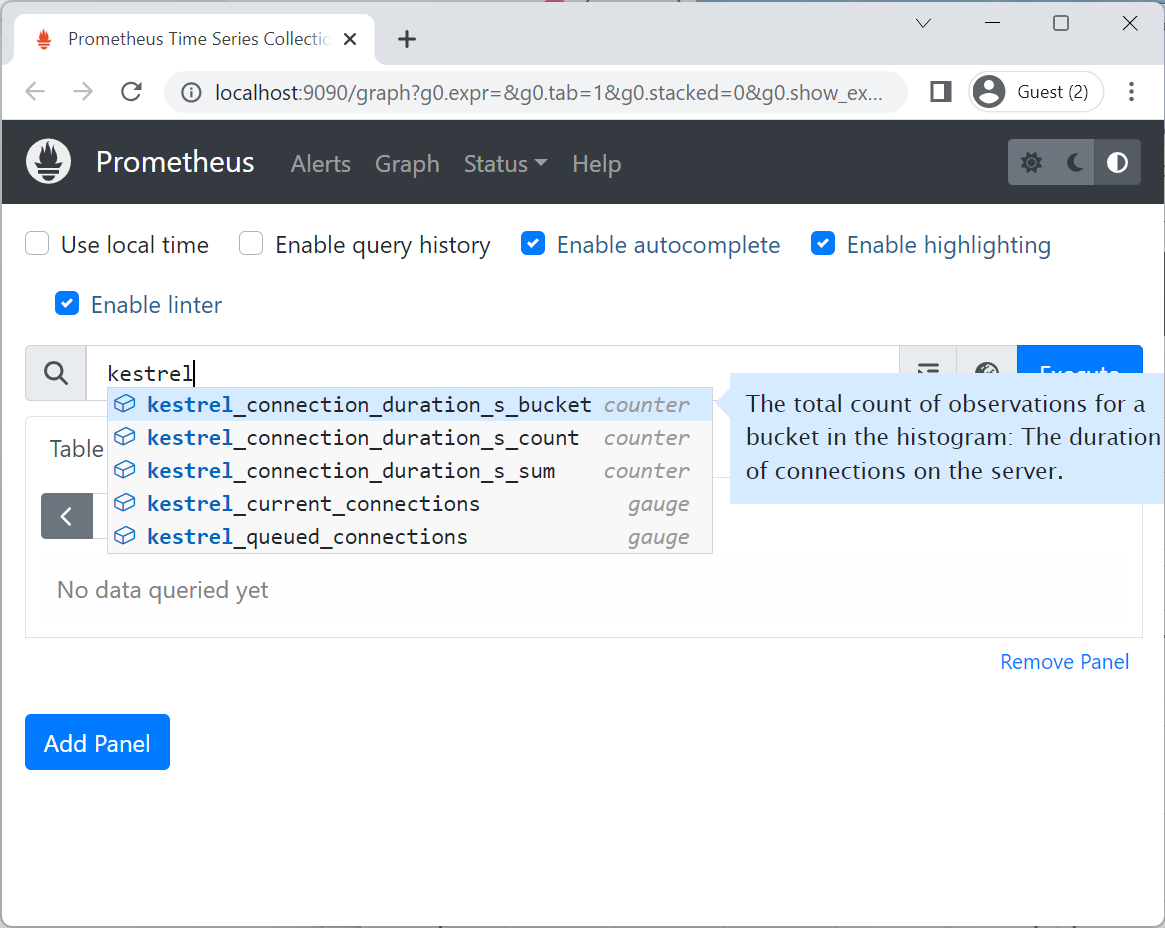 Prometheus Time Series Collectio
localhost:9090/graph?g0.expr=&g0.tab=1&g0.stacked=0&g0.show_ex...
Guest (2)
Prometheus Alerts Graph Status Help
Use local time Enable query history Enable autocomplete Enable highlighting
Enable linter
kestrel
Execute
kestrel_connection_duration_s_bucket counter
kestrel_connection_duration_s_count counter
kestrel_connection_duration_s_sum counter
kestrel_current_connections gauge
kestrel_queued_connections gauge
The total count of observations for a
bucket in the histogram: The duration
of connections on the server.
Table
No data queried yet
Remove Panel
Add Panel